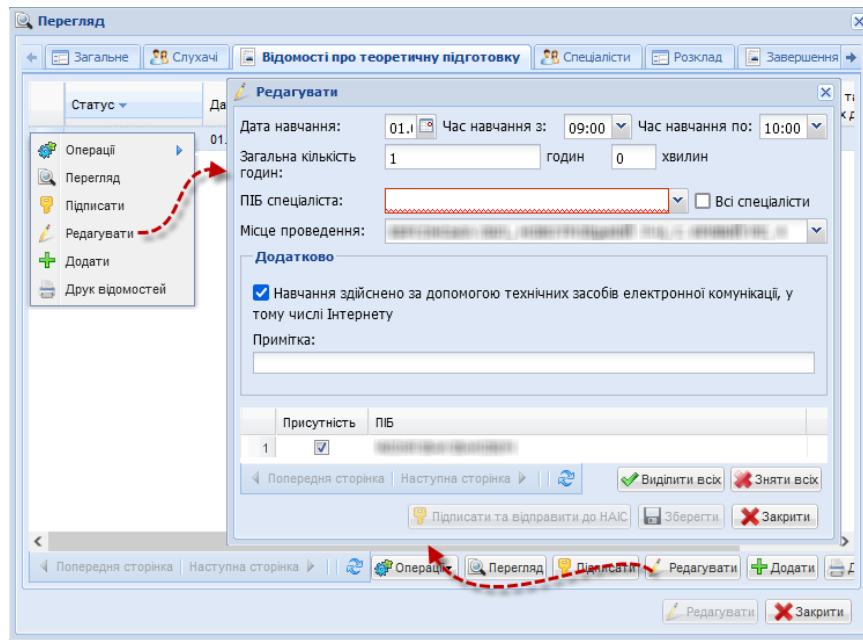 Перегляд
Загальне Слухачі Відомості про теоретичну підготовку Спеціалісти Розклад Завершення
Статус Да
01.
Операції
Перегляд
Підписати
Редагувати
Додати
Друк відомостей
Редагувати
Дата навчання: 01.0 Час навчання з: 09:00 Час навчання по: 10:00
Загальна кількість годин: 1 годин 0 хвилин
ПІБ спеціаліста: Всі спеціалісти
Місце проведення:
Додатково
Навчання здійснено за допомогою технічних засобів електронної комунікації, у
тому числі Інтернету
Примітка:
Присутність ПІБ
1
Попередня сторінка Наступна сторінка Виділити всіх Зняти всіх
Підписати та відправити до НАІС Зберегти Закрити
Попередня сторінка Наступна сторінка Операції Перегляд Підписати Редагувати Додати Д
Редагувати Закрити